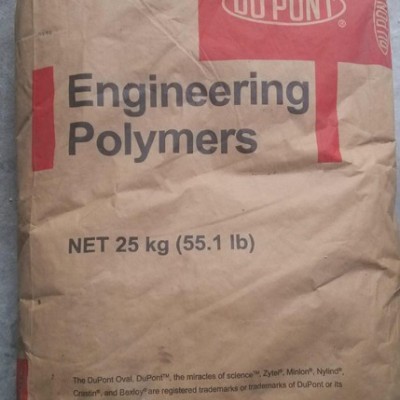 DUPONT®
Engineering
Polymers
NET 25 kg (55.1 lb)
The DuPont Oval, DuPont™, the miracles of science™, Zytel®, Minlon®, Nylind®,
Crastin®, and Bexloy® are registered trademarks or trademarks of DuPont or its